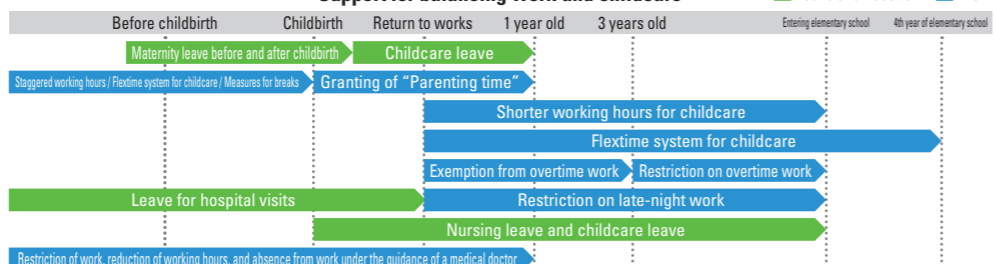 Support for balancing work and childcare
Before childbirth Childbirth Return to works 1 year old 3 years old Entering elementary school 4th year of elementary school
Maternity leave before and after childbirth Childcare leave
Staggered working hours / Flextime system for childcare / Measures for breaks Granting of “Parenting time”
Shorter working hours for childcare
Flextime system for childcare
Exemption from overtime work Restriction on overtime work
Leave for hospital visits Restriction on late-night work
Nursing leave and childcare leave
Restriction of work, reduction of working hours, and absence from work under the guidance of a medical doctor